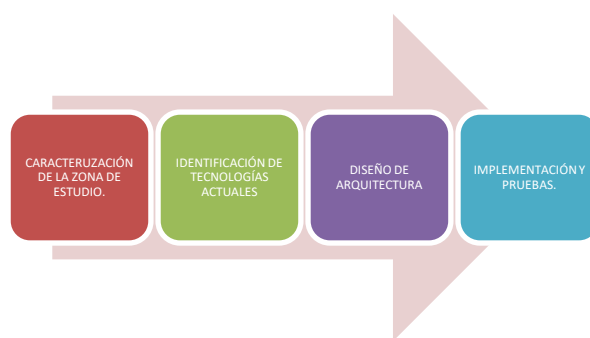 CARACTERUZACIÓN
DE LA ZONA DE
ESTUDIO.
IDENTIFICACIÓN DE
TECNOLOGÍAS
ACTUALES
DISEÑO DE
ARQUITECTURA
IMPLEMENTACIÓN Y
PRUEBAS.